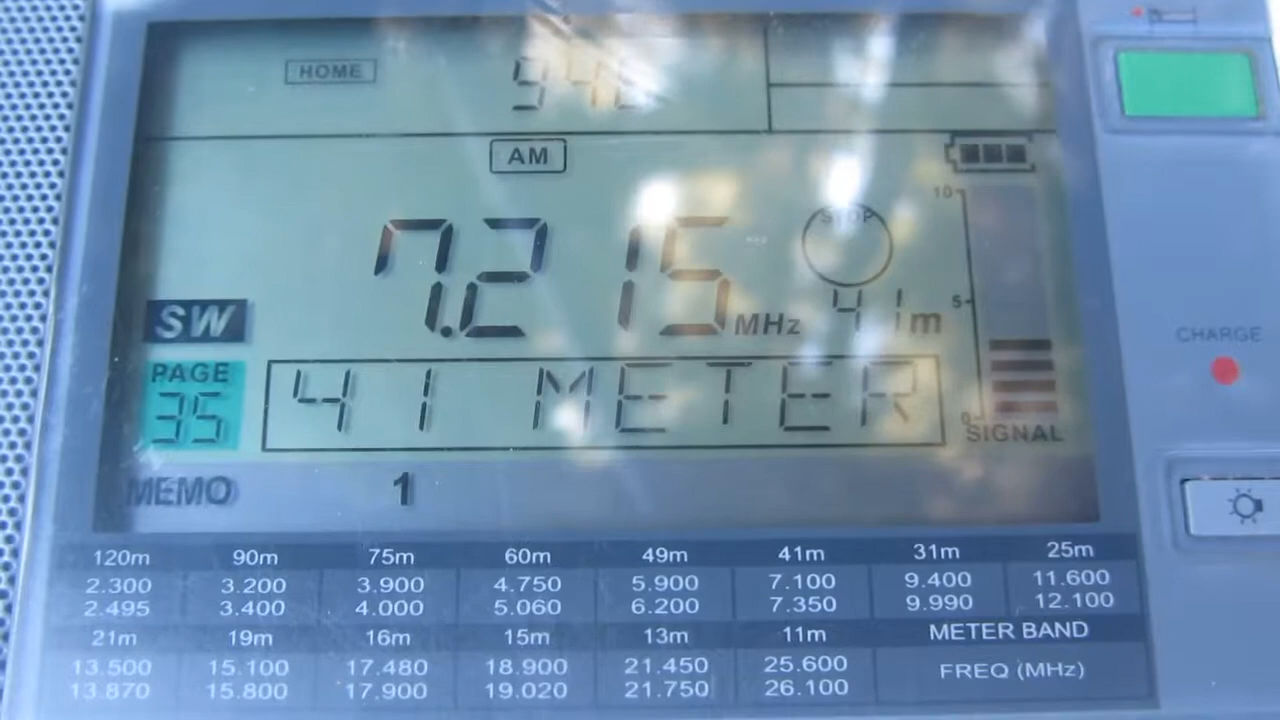 HOME
AM
STOP
10
7.215 MHz 41m
5
SW
PAGE
35
41 METER
0
SIGNAL
MEMO 1
CHARGE
120m 90m 75m 60m 49m 41m 31m 25m
2.300 3.200 3.900 4.750 5.900 7.100 9.400 11.600
2.495 3.400 4.000 5.060 6.200 7.350 9.990 12.100
21m 19m 16m 15m 13m 11m METER BAND
13.500 15.100 17.480 18.900 21.450 25.600 FREQ (MHz)
13.870 15.800 17.900 19.020 21.750 26.100